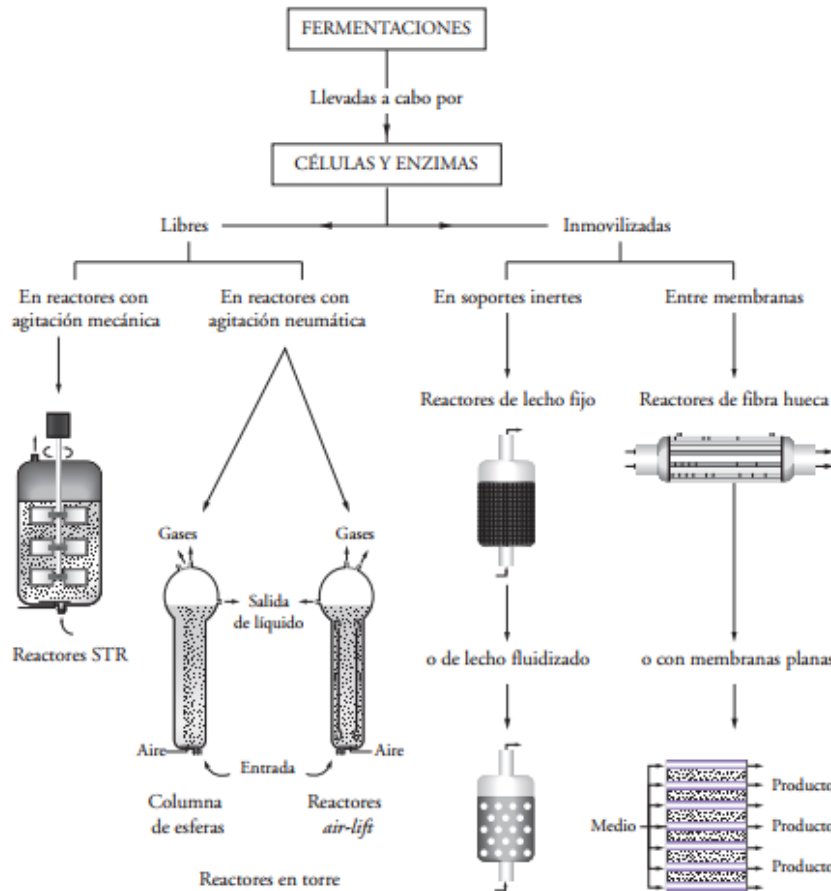 FERMENTACIONES
Llevadas a cabo por
CÉLULAS Y ENZIMAS
Libres
Inmovilizadas
En reactores con
agitación mecánica
En reactores con
agitación neumática
En soportes inertes
Entre membranas
Reactores de lecho fijo
Reactores de fibra hueca
Gases
Gases
Salida
de líquido
Reactores STR
o de lecho fluidizado
o con membranas planas
Aire
Aire
Entrada
Columna
de esferas
Reactores
air-lift
Medio
Producto
Producto
Producto
Reactores en torre